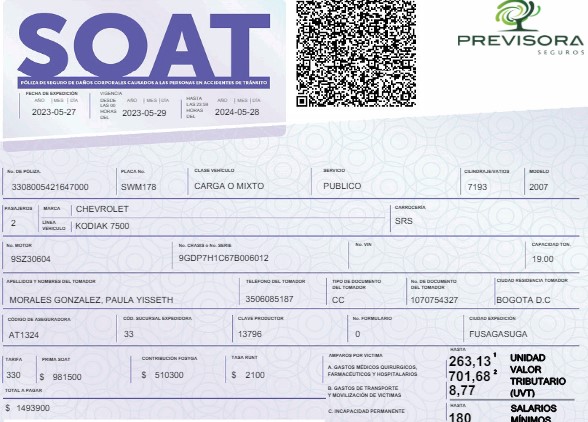 SOAT
PREVISORA
SEGUROS
PÓLIZA DE SEGURO DE DAÑOS CORPORALES CAUSADOS A LAS PERSONAS EN ACCIDENTES DE TRÁNSITO
FECHA DE EXPEDICIÓN
AÑO MES DÍA
2023-05-27
VIGENCIA
DESDE LAS 00 HORAS DEL
AÑO MES DÍA
2023-05-29
HASTA LAS 23:59 HORAS DEL
AÑO MES DÍA
2024-05-28
No. DE PÓLIZA. PLACA No. CLASE VEHÍCULO SERVICIO CILINDRAJE/VATIOS MODELO
3308005421647000 SWM178 CARGA O MIXTO PUBLICO 7193 2007
PASAJEROS MARCA CHEVROLET CARROCERÍA
2 LÍNEA VEHÍCULO KODIAK 7500 SRS
No. MOTOR No. CHASIS o No. SERIE No. VIN CAPACIDAD TON.
9SZ30604 9GDP7H1C67B006012 19.00
APELLIDOS Y NOMBRES DEL TOMADOR TELÉFONO DEL TOMADOR TIPO DE DOCUMENTO DEL TOMADOR No. DE DOCUMENTO DEL TOMADOR CIUDAD RESIDENCIA TOMADOR
MORALES GONZALEZ, PAULA YISSETH 3506085187 CC 1070754327 BOGOTA D.C
CÓDIGO DE ASEGURADORA CÓD. SUCURSAL EXPEDIDORA CLAVE PRODUCTOR No. FORMULARIO CIUDAD EXPEDICIÓN
AT1324 33 13796 0 FUSAGASUGA
TARIFA PRIMA SOAT CONTRIBUCIÓN FOSYGA TASA RUNT AMPAROS POR VICTIMA HASTA
330 $ 981500 $ 510300 $ 2100
A. GASTOS MÉDICOS QUIRURGICOS, FARMACÉUTICOS Y HOSPITALARIOS
263,13 ¹
701,68 ²
UNIDAD VALOR TRIBUTARIO (UVT)
TOTAL A PAGAR
$ 1493900
B. GASTOS DE TRANSPORTE Y MOVILIZACIÓN DE VICTIMAS
8,77
C. INCAPACIDAD PERMANENTE
HASTA
180
SALARIOS
MÍNIMOS